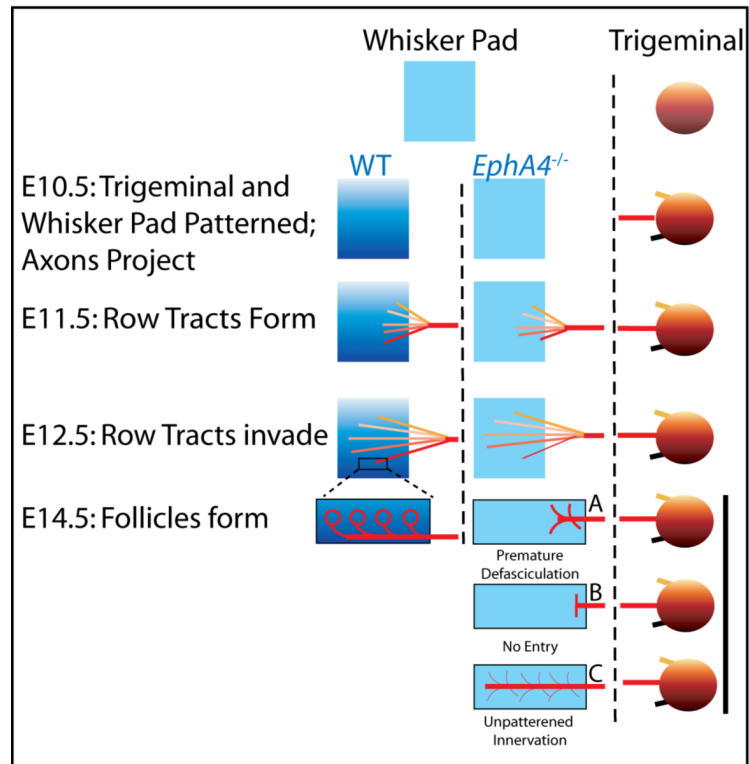 Whisker Pad
Trigeminal
WT
EphA4-/-
E10.5: Trigeminal and
Whisker Pad Patterned;
Axons Project
E11.5: Row Tracts Form
E12.5: Row Tracts invade
E14.5: Follicles form
A
Premature
Defasciculation
B
No Entry
C
Unpatterened
Innervation